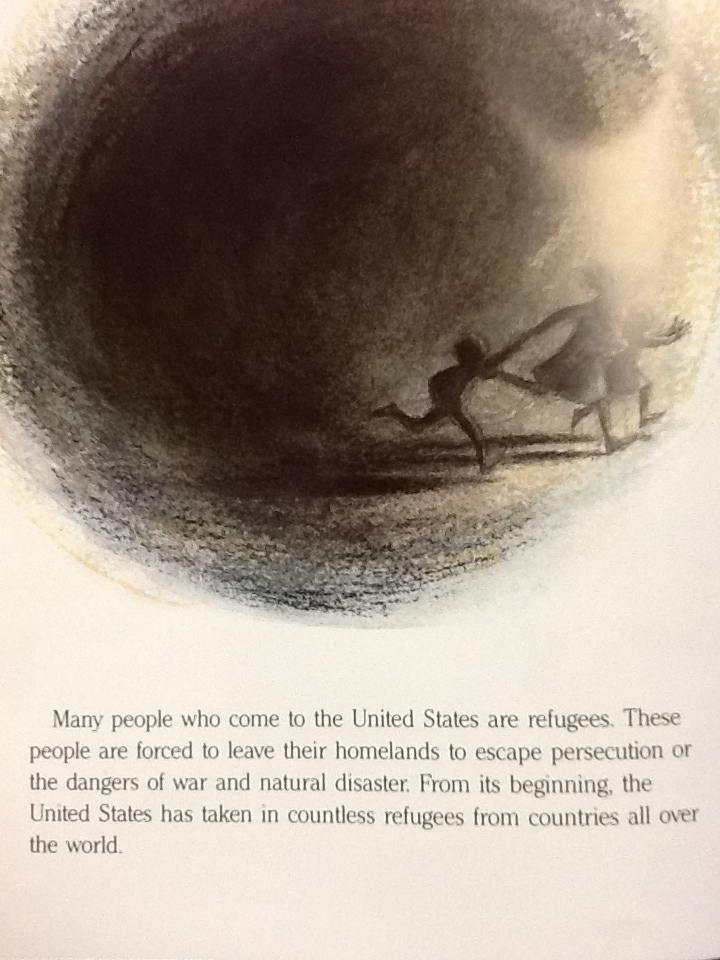 Many people who come to the United States are refugees. These
people are forced to leave their homelands to escape persecution or
the dangers of war and natural disaster. From its beginning, the
United States has taken in countless refugees from countries all over
the world.